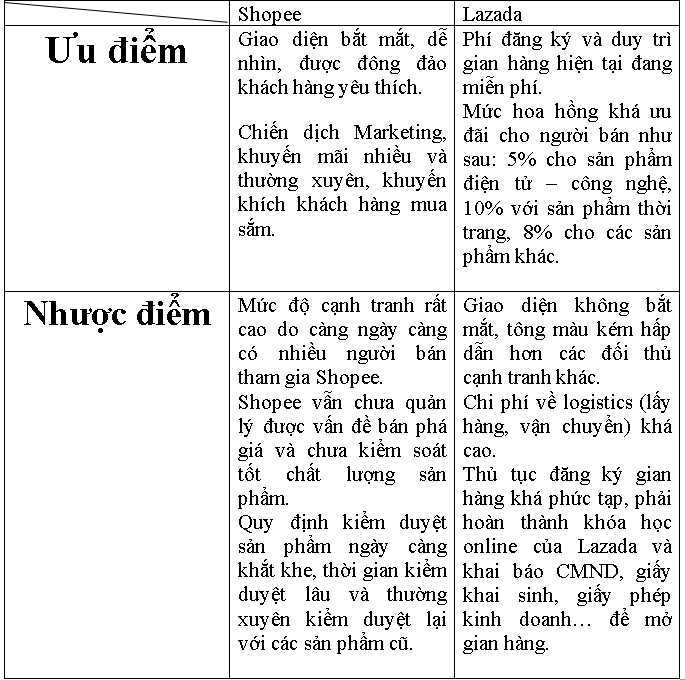 Shopee
Lazada
Ưu điểm
Giao diện bắt mắt, dễ
nhìn, được đông đảo
khách hàng yêu thích.
Chiến dịch Marketing,
khuyến mãi nhiều và
thường xuyên, khuyến
khích khách hàng mua
sắm.
Phí đăng ký và duy trì
gian hàng hiện tại đang
miễn phí.
Mức hoa hồng khá ưu
đãi cho người bán như
sau: 5% cho sản phẩm
điện tử – công nghệ,
10% với sản phẩm thời
trang, 8% cho các sản
phẩm khác.
Nhược điểm
Mức độ cạnh tranh rất
cao do càng ngày càng
có nhiều người bán
tham gia Shopee.
Shopee vẫn chưa quản
lý được vấn đề bán phá
giá và chưa kiểm soát
tốt chất lượng sản
phẩm.
Quy định kiểm duyệt
sản phẩm ngày càng
khắt khe, thời gian kiểm
duyệt lâu và thường
xuyên kiểm duyệt lại
với các sản phẩm cũ.
Giao diện không bắt
mắt, tông màu kém hấp
dẫn hơn các đối thủ
cạnh tranh khác.
Chi phí về logistics (lấy
hàng, vận chuyển) khá
cao.
Thủ tục đăng ký gian
hàng khá phức tạp, phải
hoàn thành khóa học
online của Lazada và
khai báo CMND, giấy
khai sinh, giấy phép
kinh doanh… để mở
gian hàng.